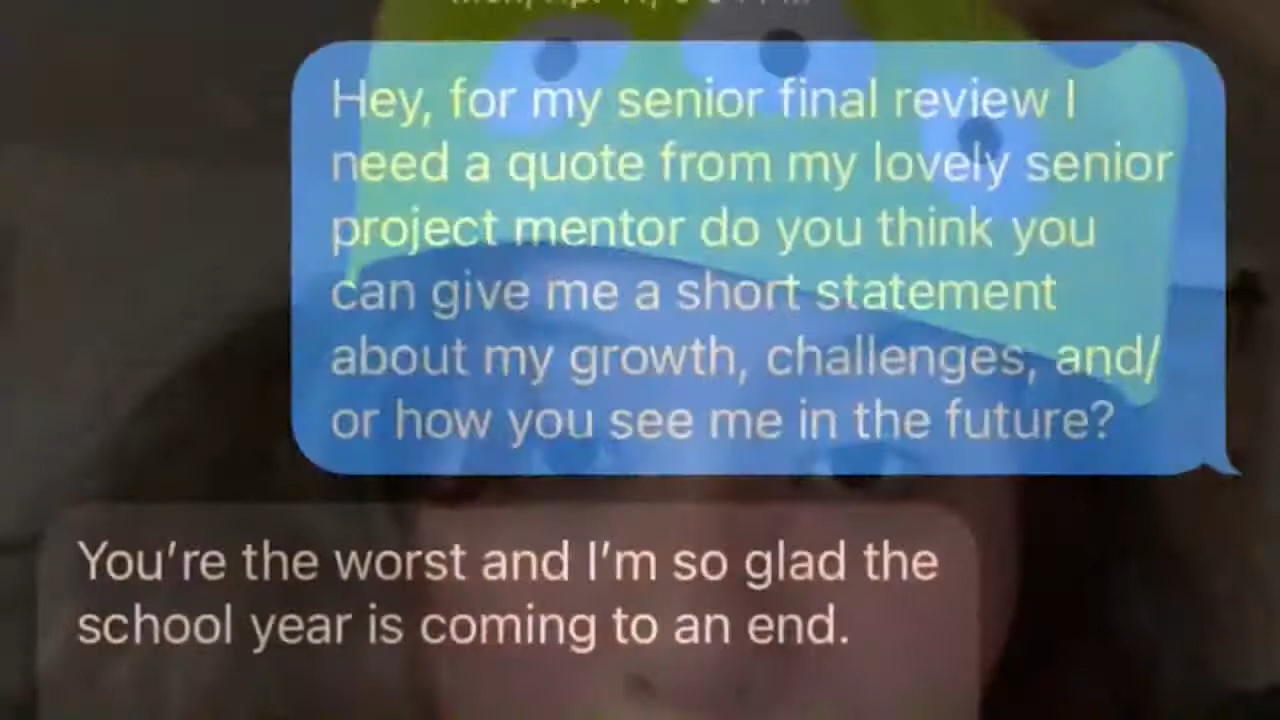 Hey, for my senior final review I
need a quote from my lovely senior
project mentor do you think you
can give me a short statement
about my growth, challenges, and/
or how you see me in the future?
You're the worst and I'm so glad the
school year is coming to an end.